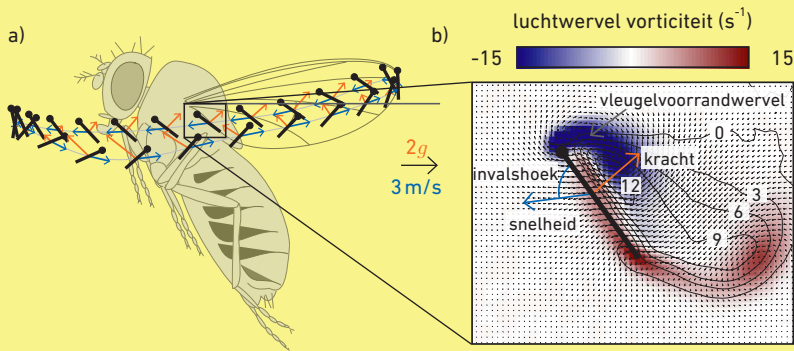 a)
b)
luchtwervel vorticiteit (s⁻¹)
-15
15
vleugelvoorrandwervel
0
kracht
invalshoek
12
3
6
9
snelheid
2g
3 m/s